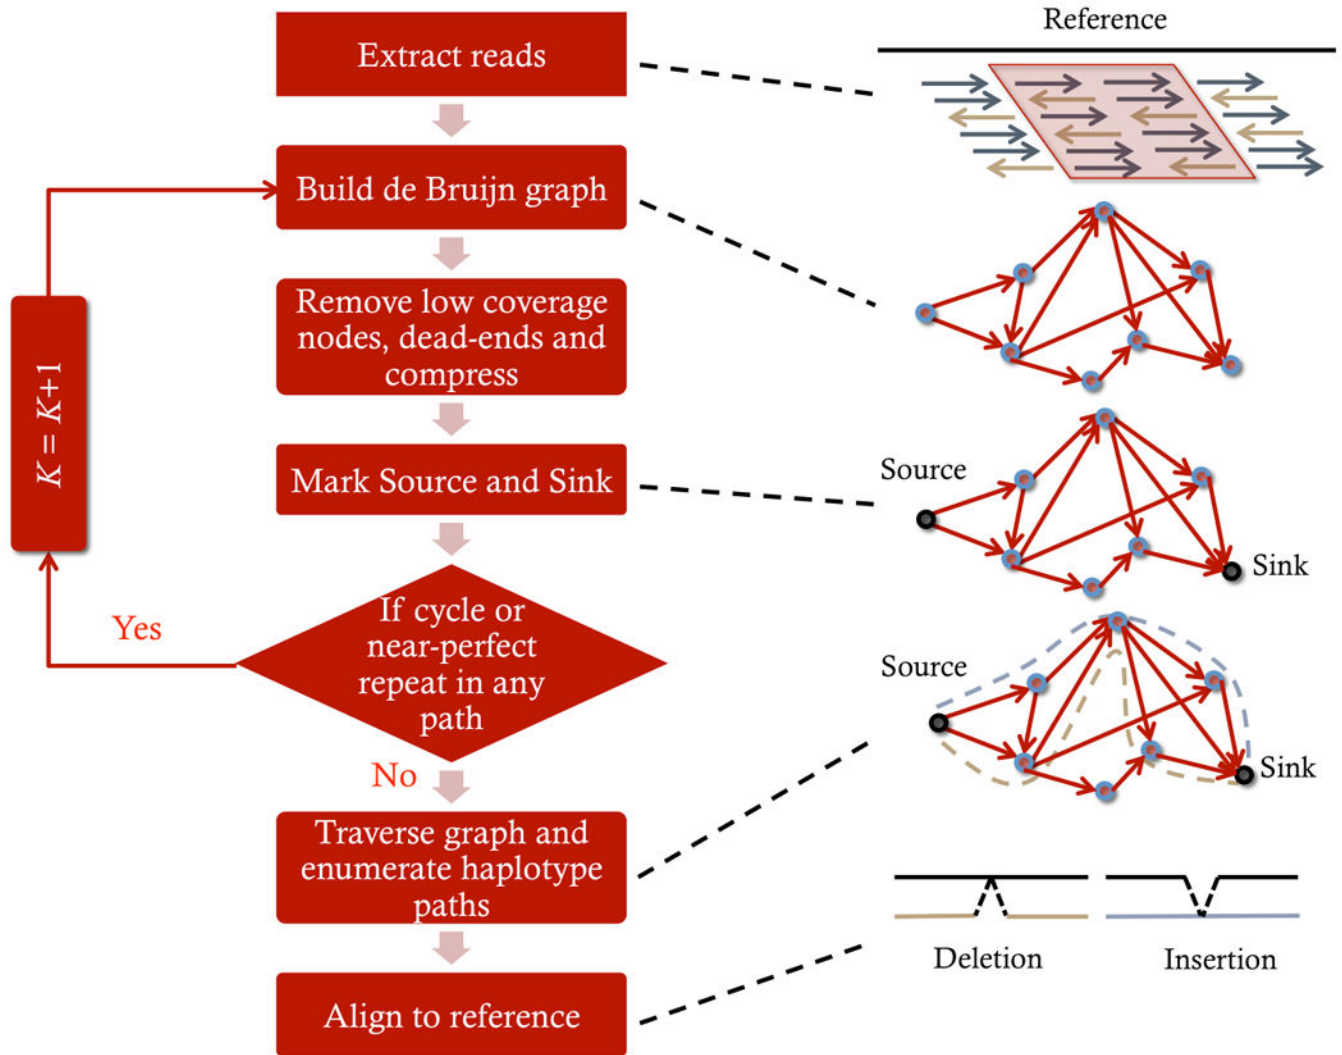 Extract reads
Build de Bruijn graph
Remove low coverage
nodes, dead-ends and
compress
Mark Source and Sink
If cycle or
near-perfect
repeat in any
path
Yes
K = K+1
No
Traverse graph and
enumerate haplotype
paths
Align to reference
Reference
Source
Sink
Source
Sink
Deletion
Insertion